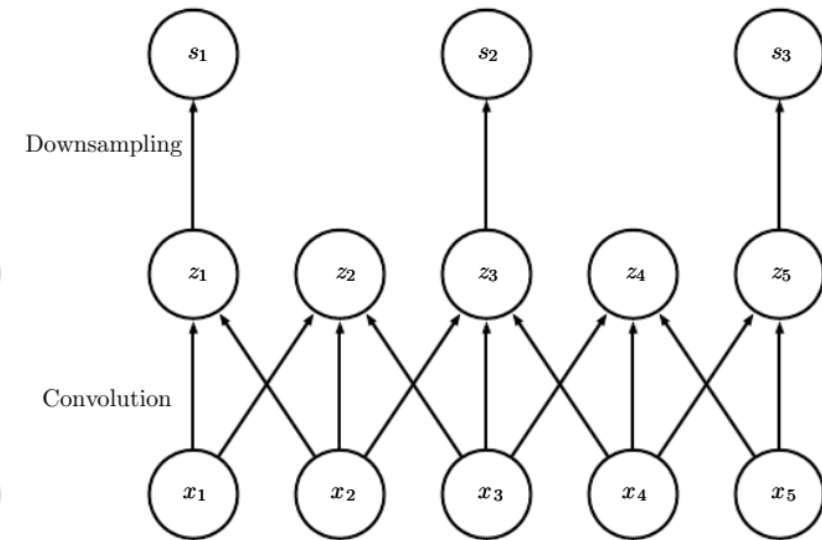 s₁ s₂ s₃
Downsampling
z₁ z₂ z₃ z₄ z₅
Convolution
x₁ x₂ x₃ x₄ x₅